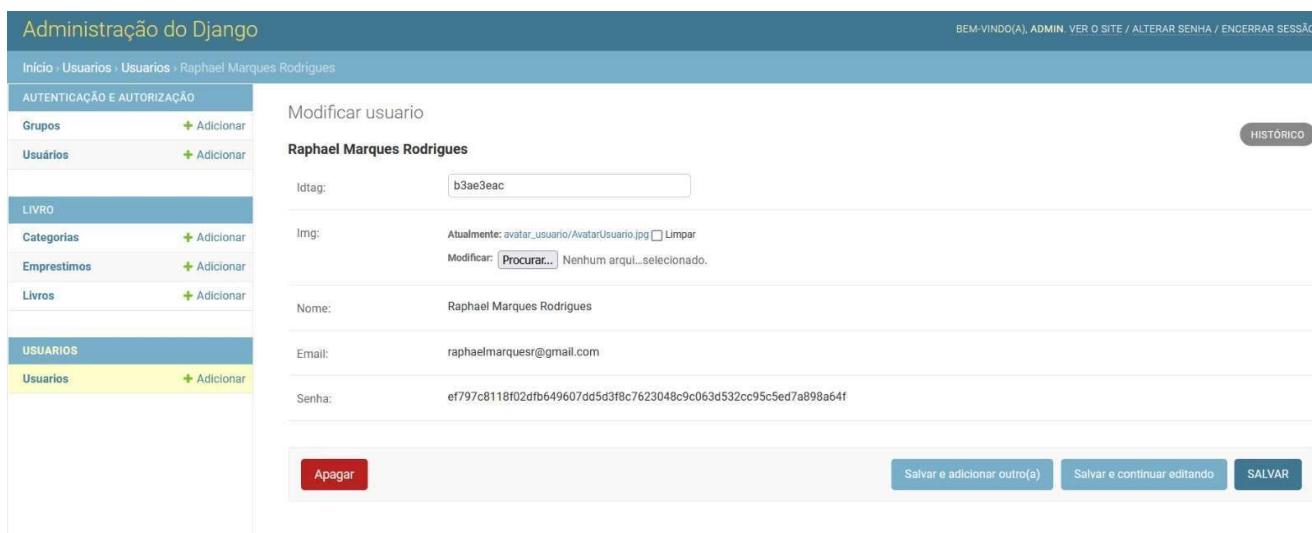 Administração do Django
BEM-VINDO(A), ADMIN. VER O SITE / ALTERAR SENHA / ENCERRAR SESSÃO
Início › Usuarios › Usuarios › Raphael Marques Rodrigues
AUTENTICAÇÃO E AUTORIZAÇÃO
Grupos + Adicionar
Usuários + Adicionar
LIVRO
Categorias + Adicionar
Emprestimos + Adicionar
Livros + Adicionar
USUARIOS
Usuarios + Adicionar
Modificar usuario
HISTÓRICO
Raphael Marques Rodrigues
Idtag: b3ae3eac
Img: Atualmente: avatar_usuario/AvatarUsuario.jpg Limpar
Modificar: Procurar... Nenhum arqui...selecionado.
Nome: Raphael Marques Rodrigues
Email: raphaelmarquesr@gmail.com
Senha: ef797c8118f02dfb649607dd5d3f8c7623048c9c063d532cc95c5ed7a898a64f
Apagar Salvar e adicionar outro(a) Salvar e continuar editando SALVAR